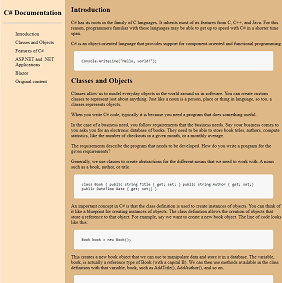 C# Documentation
Introduction
Classes and Objects
Features of C#
ASP.NET and .NET
Applications
Blazor
Original content
Introduction
C# has its roots in the family of C languages. It inherits most of its features from C, C++, and Java. For this
reason, programmers familiar with these languages may be able to get up to speed with C# in a shorter time
span.
C# is an object-oriented language that provides support for component-oriented and functional programming.
Console.WriteLine("Hello, world!");
Classes and Objects
Classes allow us to model everyday objects in the world around us in software. You can create custom
classes to represent just about anything. Just like a noun is a person, place or thing in language, so too, a
classes represents objects.
When you write C# code, typically it is because you need a program that does something useful.
In the case of a business need, you follow requirements that the business needs. Say your business comes to
you asks you for an electronic database of books. They need to be able to store book titles, authors, compute
statistics, like the number of checkouts in a given month, or a monthly average.
The requirements describe the program that needs to be developed. How do you write a program for the
given requirements?
Generally, we use classes to create abstractions for the different nouns that we need to work with. A noun
such as a book, author, or title.
class Book { public string Title { get; set; } public string Author { get; set;}
public DateTime Date { get; set; } }
An important concept in C# is that the class definition is used to create instances of objects. You can think of
it like a blueprint for creating instances of objects. The class definition allows the creation of objects that
store a reference to that object. For example, say we want to create a new book object. The line of code looks
like this:
Book book = new Book();
This creates a new book object that we can use to manipulate data and store it in a database. The variable,
book, is actually a reference type of Book (with a capital B). We can then use methods available in the class
definition with that variable, book, such as AddTitle(), AddAuthor(), and so on.